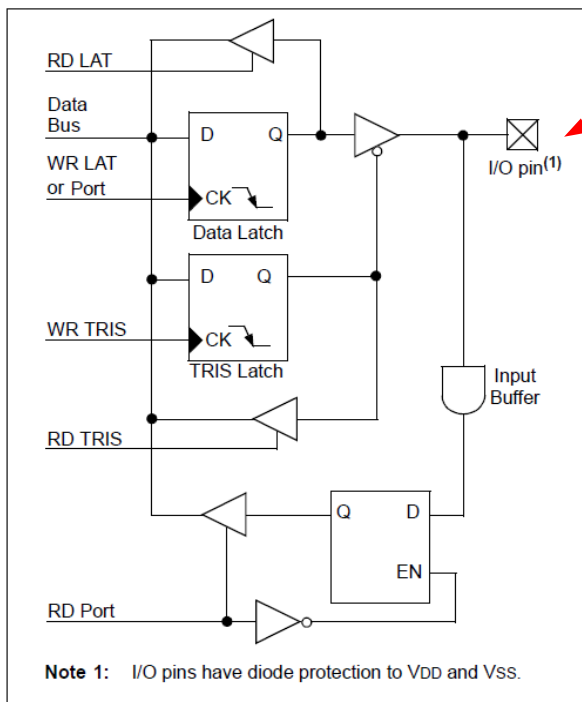 RD LAT
Data
Bus
D Q
WR LAT
or Port
CK
I/O pin(1)
Data Latch
D Q
WR TRIS
CK
TRIS Latch
Input
Buffer
RD TRIS
Q D
EN
RD Port
Note 1: I/O pins have diode protection to VDD and VSS.